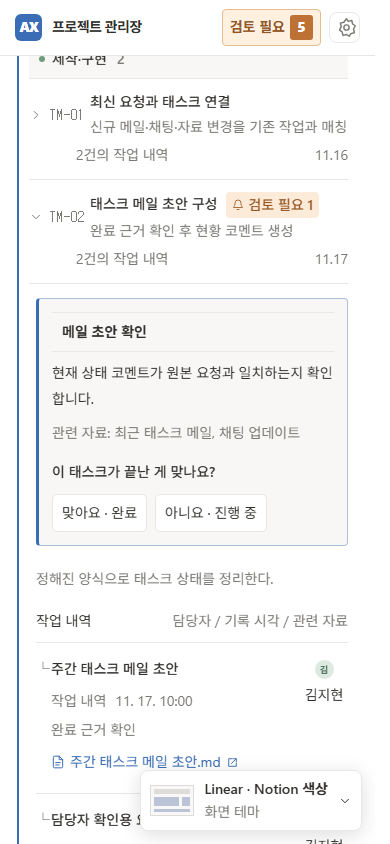 AX 프로젝트 관리장 검토 필요 5
제작·구현 2
TM-01 최신 요청과 태스크 연결
신규 메일·채팅·자료 변경을 기존 작업과 매칭
2건의 작업 내역 11.16
TM-02 태스크 메일 초안 구성 검토 필요 1
완료 근거 확인 후 현황 코멘트 생성
2건의 작업 내역 11.17
메일 초안 확인
현재 상태 코멘트가 원본 요청과 일치하는지 확인
합니다.
관련 자료: 최근 태스크 메일, 채팅 업데이트
이 태스크가 끝난 게 맞나요?
맞아요 · 완료 아니요 · 진행 중
정해진 양식으로 태스크 상태를 정리한다.
작업 내역 담당자 / 기록 시각 / 관련 자료
주간 태스크 메일 초안 김
작업 내역 11. 17. 10:00 김지현
완료 근거 확인
주간 태스크 메일 초안.md
Linear · Notion 색상
화면 테마
담당자 확인용